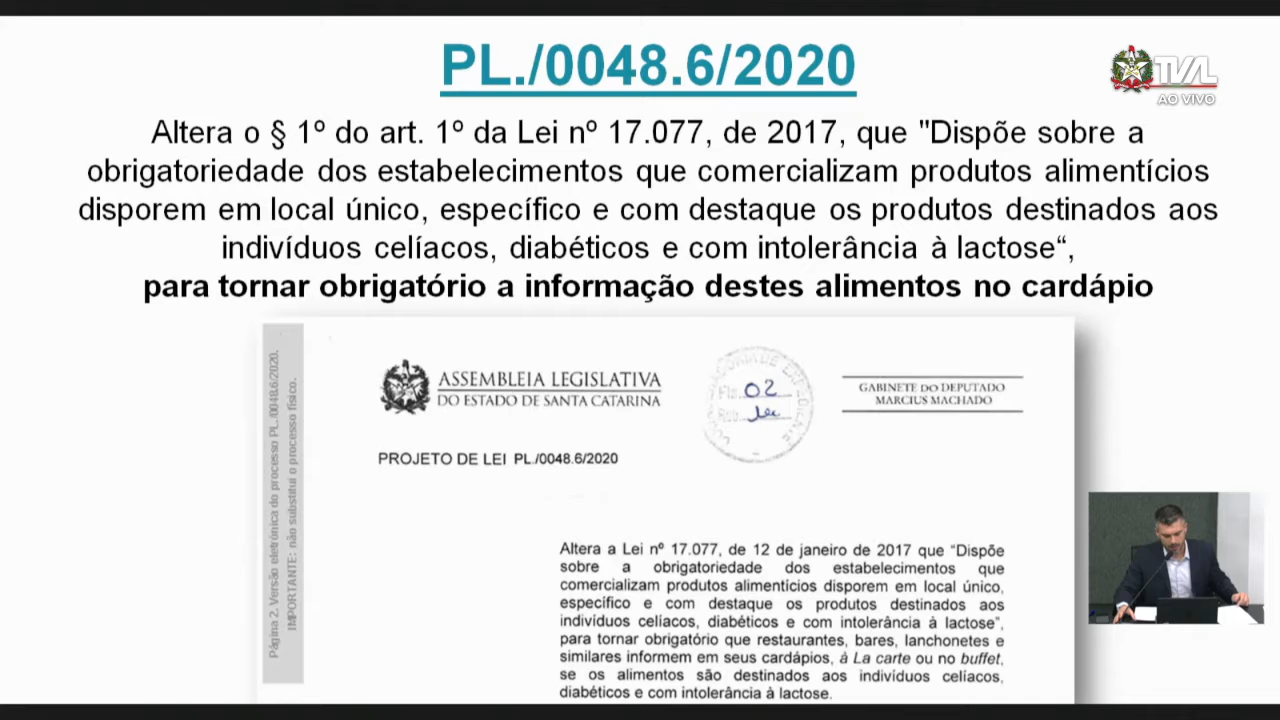 PL./0048.6/2020
TVAL
AO VIVO
Altera o § 1º do art. 1º da Lei nº 17.077, de 2017, que "Dispõe sobre a
obrigatoriedade dos estabelecimentos que comercializam produtos alimentícios
disporem em local único, específico e com destaque os produtos destinados aos
indivíduos celíacos, diabéticos e com intolerância à lactose“,
para tornar obrigatório a informação destes alimentos no cardápio
Página 2. Versão eletrônica do processo PL./0048.6/2020.
IMPORTANTE: não substitui o processo físico.
ASSEMBLEIA LEGISLATIVA
DO ESTADO DE SANTA CATARINA
Fls. 02
GABINETE DO DEPUTADO
MARCIUS MACHADO
PROJETO DE LEI PL./0048.6/2020
Altera a Lei nº 17.077, de 12 de janeiro de 2017 que “Dispõe
sobre a obrigatoriedade dos estabelecimentos que
comercializam produtos alimentícios disporem em local único,
específico e com destaque os produtos destinados aos
indivíduos celíacos, diabéticos e com intolerância à lactose”,
para tornar obrigatório que restaurantes, bares, lanchonetes e
similares informem em seus cardápios, à La carte ou no buffet,
se os alimentos são destinados aos indivíduos celíacos,
diabéticos e com intolerância à lactose.